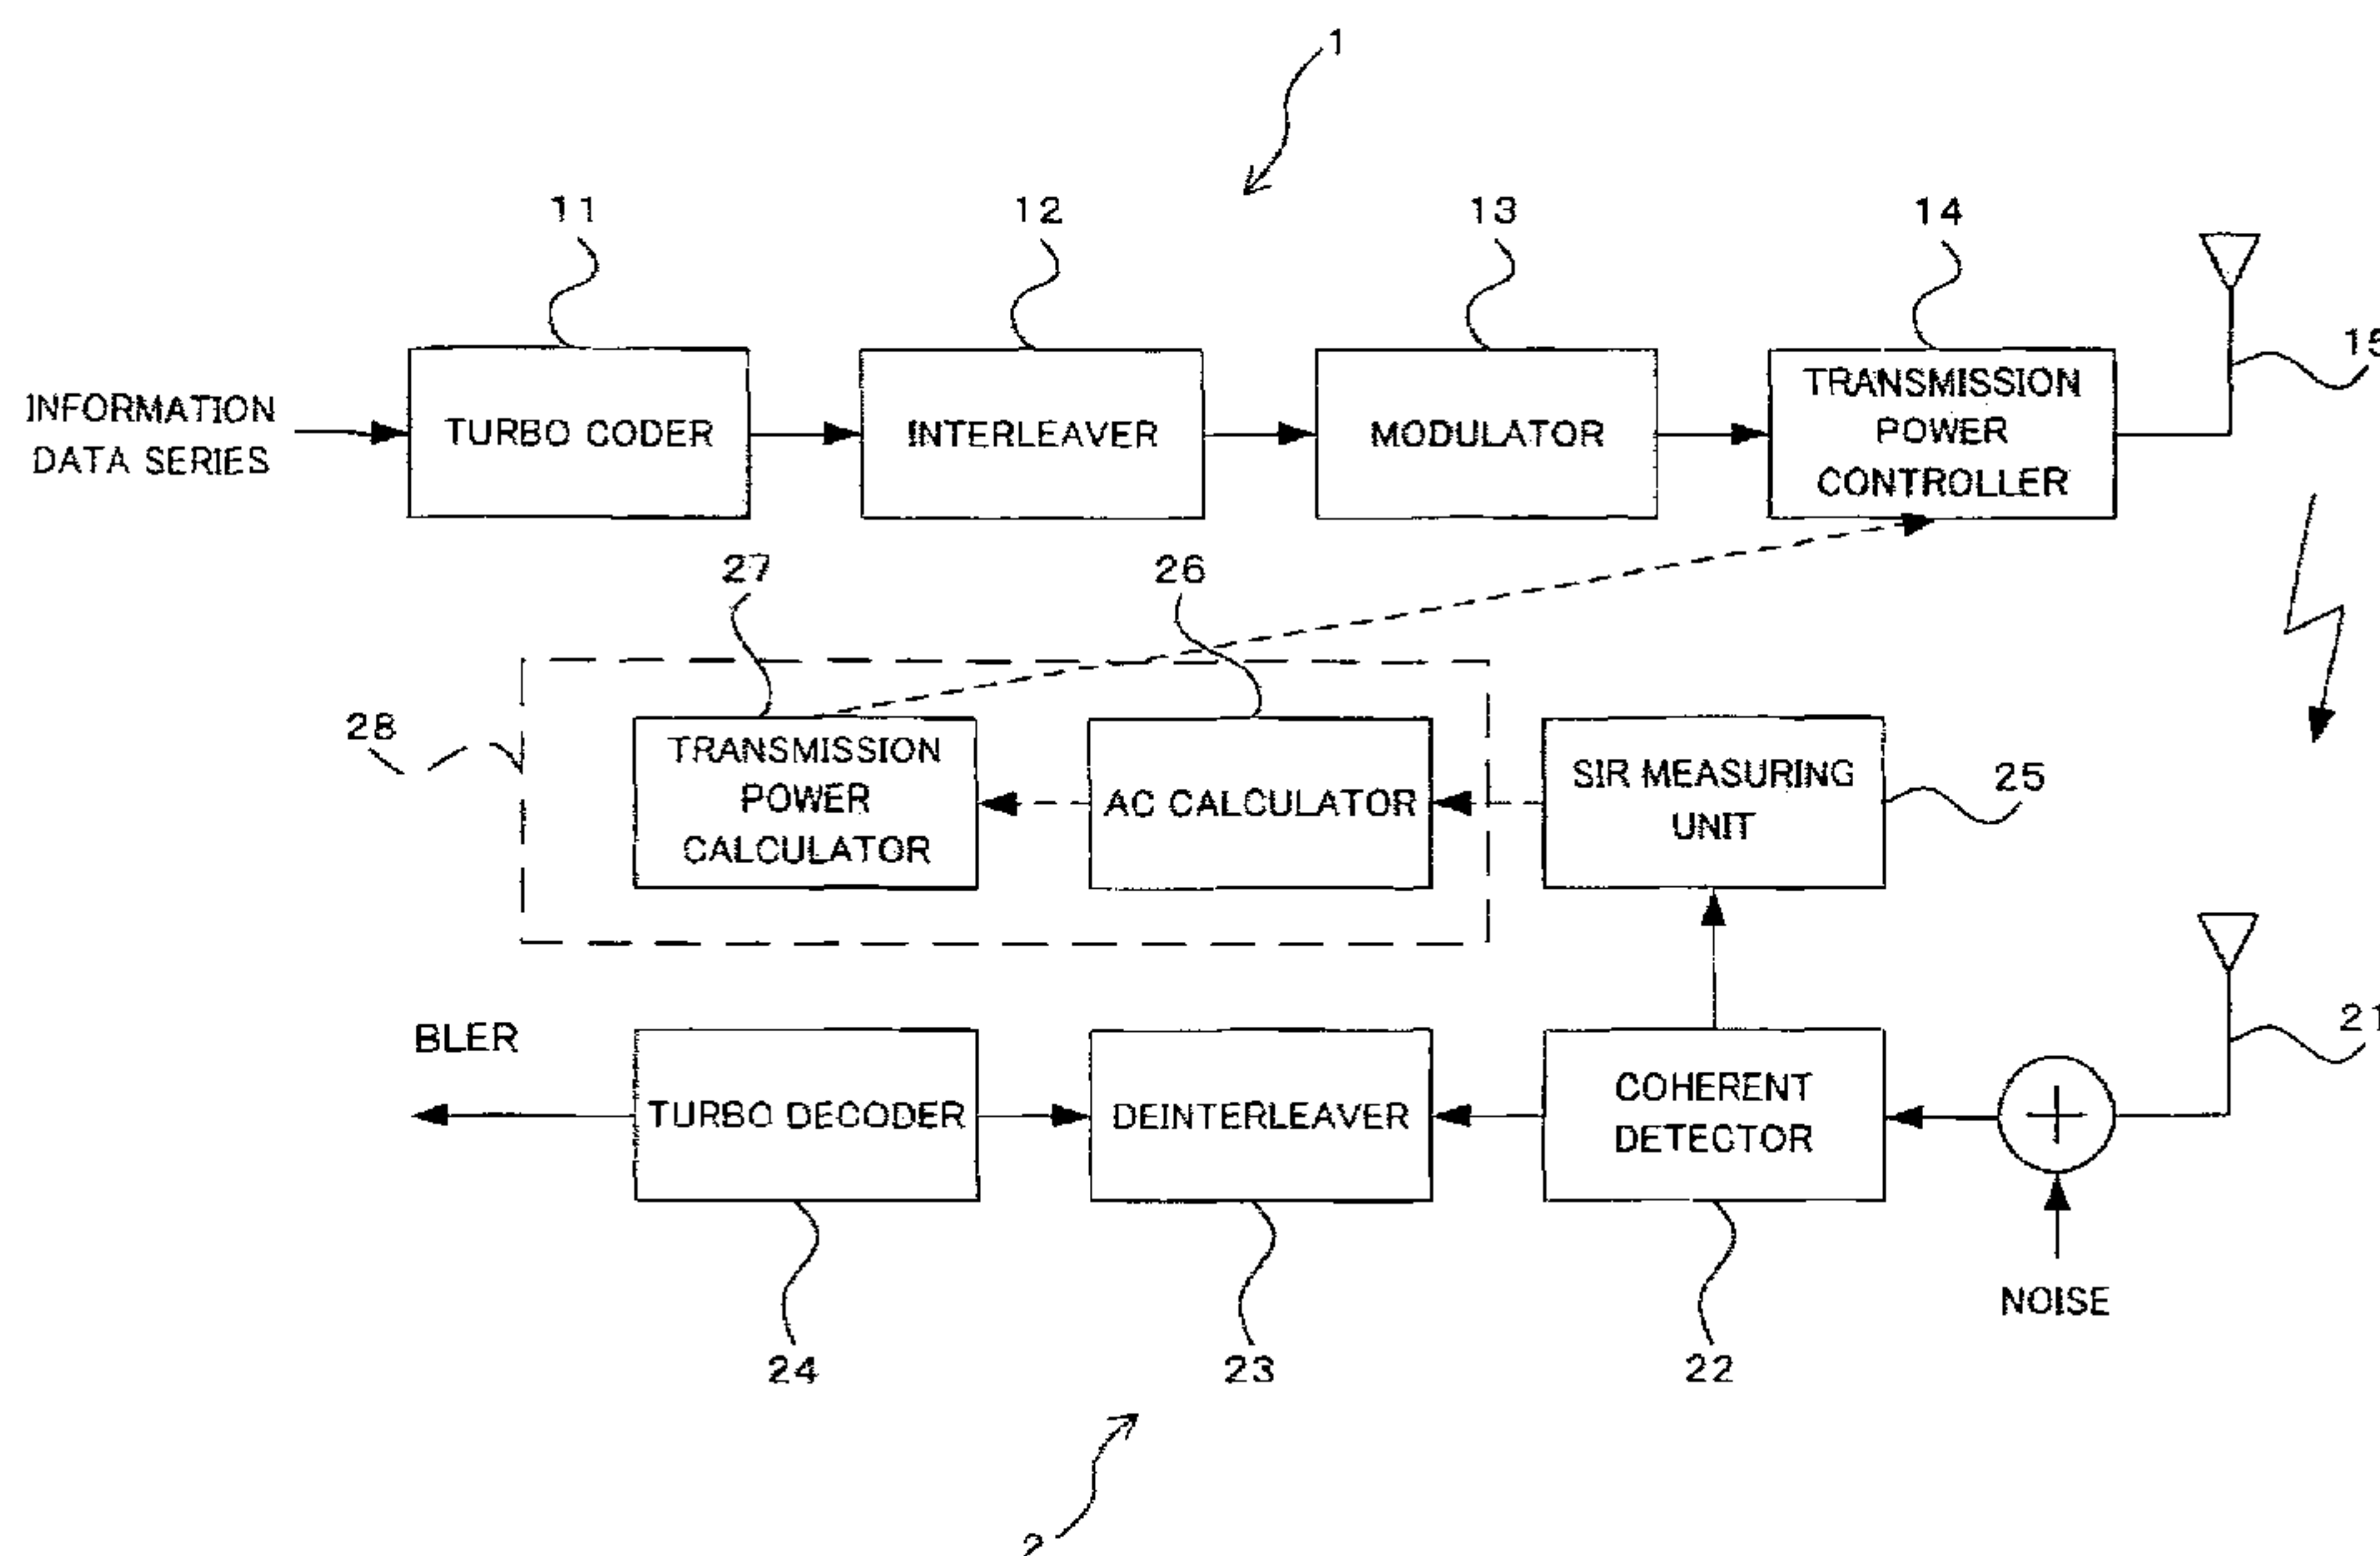 1
11
12
13
14
15
INFORMATION
DATA SERIES
TURBO CODER
INTERLEAVER
MODULATOR
TRANSMISSION
POWER
CONTROLLER
27
26
28
TRANSMISSION
POWER
CALCULATOR
AC CALCULATOR
SIR MEASURING
UNIT
25
BLER
TURBO DECODER
DEINTERLEAVER
COHERENT
DETECTOR
21
NOISE
24
23
22
2